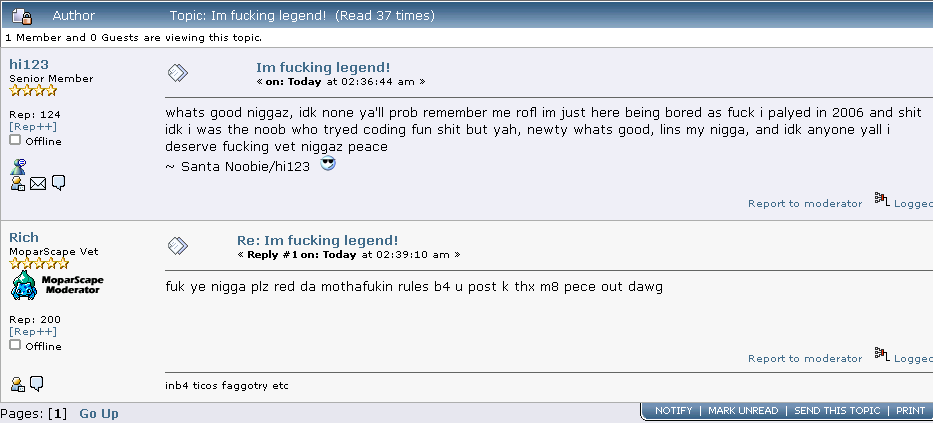 Author Topic: Im fucking legend! (Read 37 times)
1 Member and 0 Guests are viewing this topic.
hi123
Senior Member
Rep: 124
[Rep++]
Offline
Im fucking legend!
« on: Today at 02:36:44 am »
whats good niggaz, idk none ya'll prob remember me rofl im just here being bored as fuck i palyed in 2006 and shit
idk i was the noob who tryed coding fun shit but yah, newty whats good, lins my nigga, and idk anyone yall i
deserve fucking vet niggaz peace
~ Santa Noobie/hi123
Report to moderator Logged
Rich
MoparScape Vet
MoparScape
Moderator
Rep: 200
[Rep++]
Offline
Re: Im fucking legend!
« Reply #1 on: Today at 02:39:10 am »
fuk ye nigga plz red da mothafukin rules b4 u post k thx m8 pece out dawg
Report to moderator Logged
inb4 ticos faggotry etc
Pages: [1] Go Up
NOTIFY | MARK UNREAD | SEND THIS TOPIC | PRINT